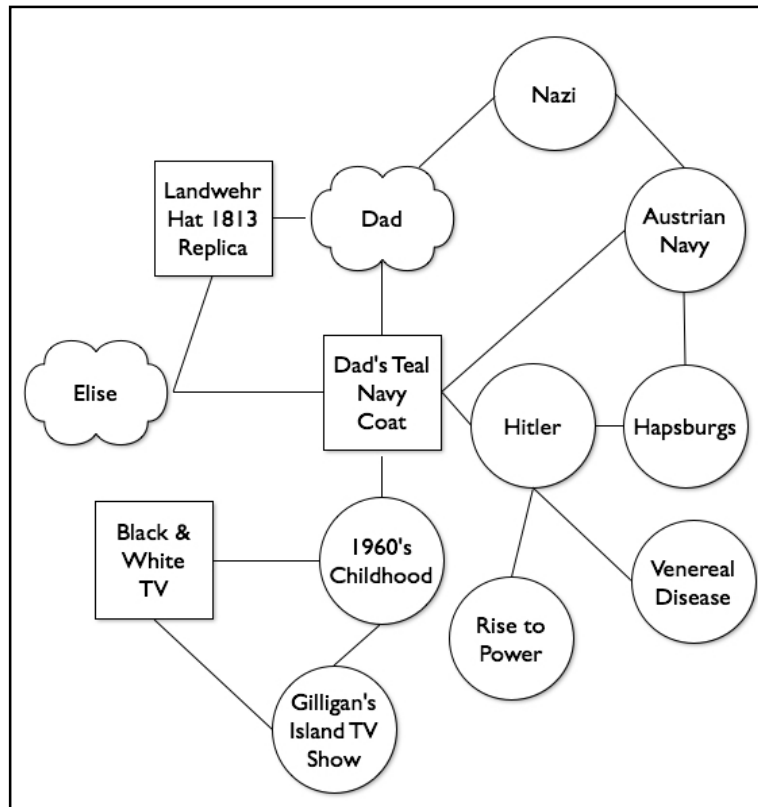 Nazi
Landwehr
Hat 1813
Replica
Dad
Austrian
Navy
Elise
Dad's Teal
Navy
Coat
Hitler
Hapsburgs
Black &
White
TV
1960's
Childhood
Venereal
Disease
Rise to
Power
Gilligan's
Island TV
Show